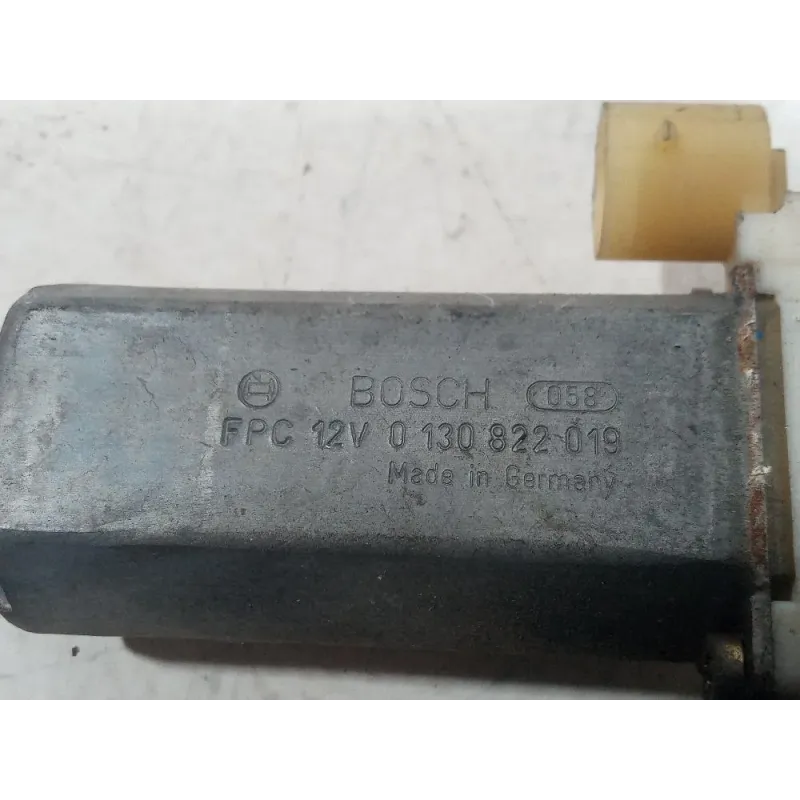 BOSCH 058
FPC 12V 0 130 822 019
Made in Germany